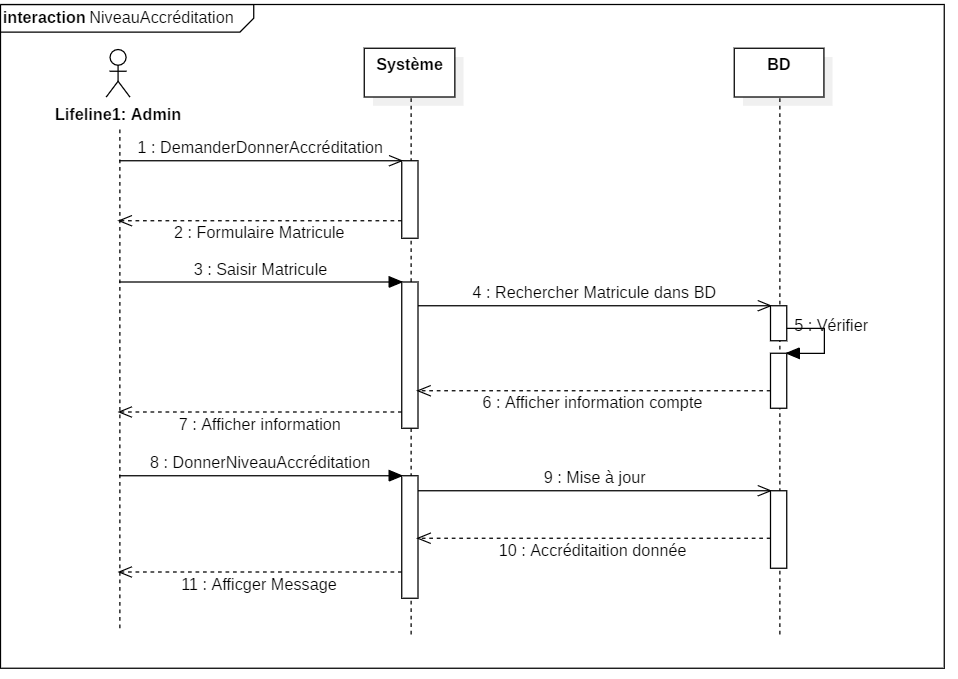 interaction NiveauAccréditation
Système
BD
Lifeline1: Admin
1 : DemanderDonnerAccréditation
2 : Formulaire Matricule
3 : Saisir Matricule
4 : Rechercher Matricule dans BD
5 : Vérifier
6 : Afficher information compte
7 : Afficher information
8 : DonnerNiveauAccréditation
9 : Mise à jour
10 : Accréditaition donnée
11 : Afficger Message